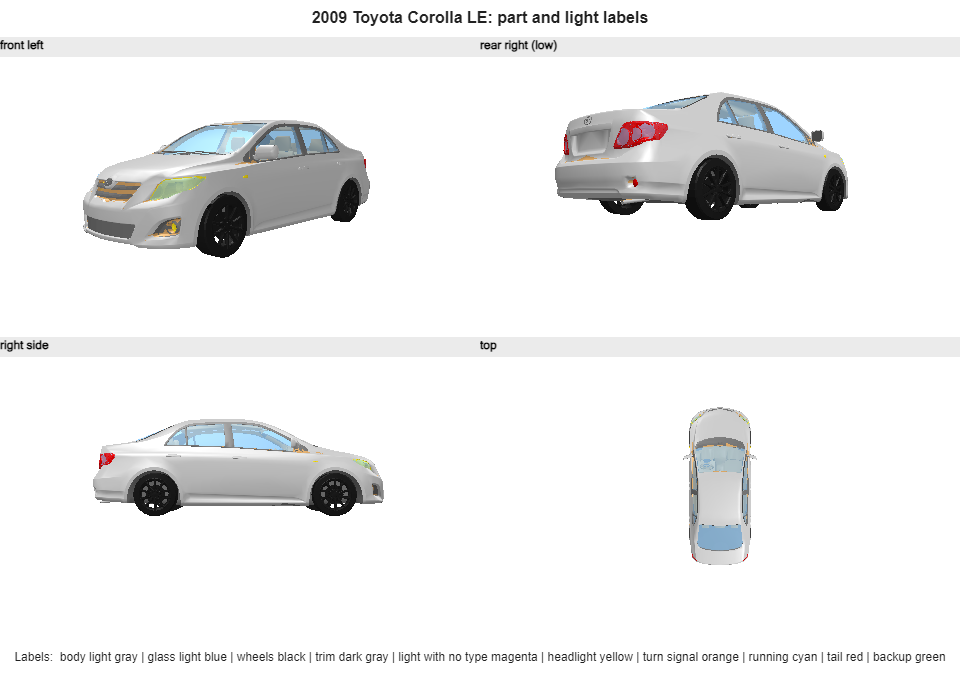 2009 Toyota Corolla LE: part and light labels
front left
rear right (low)
right side
top
Labels:  body light gray | glass light blue | wheels black | trim dark gray | light with no type magenta | headlight yellow | turn signal orange | running cyan | tail red | backup green